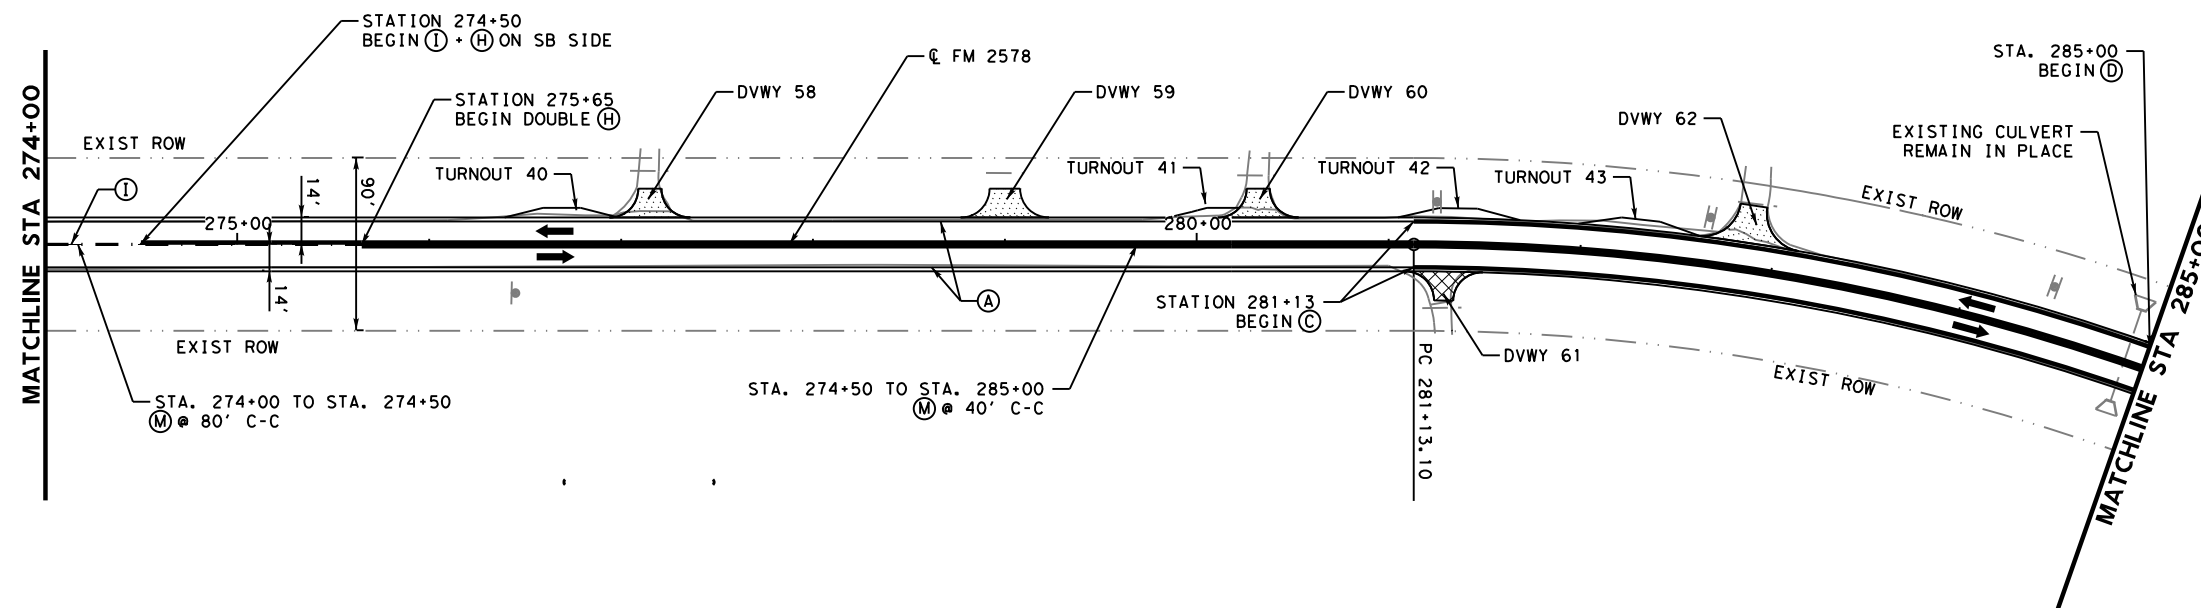 STATION 274+50
BEGIN I + H ON SB SIDE
STATION 275+65
BEGIN DOUBLE H
℄ FM 2578
DVWY 58
DVWY 59
DVWY 60
DVWY 62
STA. 285+00
BEGIN D
EXISTING CULVERT
REMAIN IN PLACE
MATCHLINE STA 274+00
EXIST ROW
I
14'
90'
TURNOUT 40
TURNOUT 41
TURNOUT 42
TURNOUT 43
EXIST ROW
275+00
280+00
14'
A
STATION 281+13
BEGIN C
EXIST ROW
DVWY 61
PC 281+13.10
EXIST ROW
STA. 274+00 TO STA. 274+50
M @ 80' C-C
STA. 274+50 TO STA. 285+00
M @ 40' C-C
MATCHLINE STA 285+00